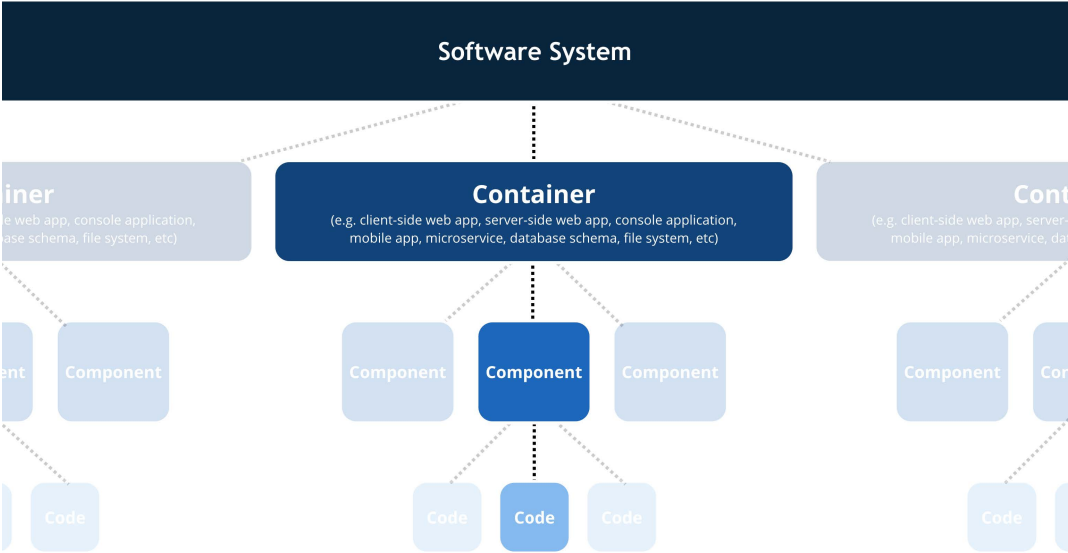 Software System
iner
le web app, console application,
ase schema, file system, etc)
Container
(e.g. client-side web app, server-side web app, console application,
mobile app, microservice, database schema, file system, etc)
Cont
(e.g. client-side web app, server-
mobile app, microservice, dat
ent
Component
Component
Component
Component
Component
Cor
Code
Code
Code
Code
Code